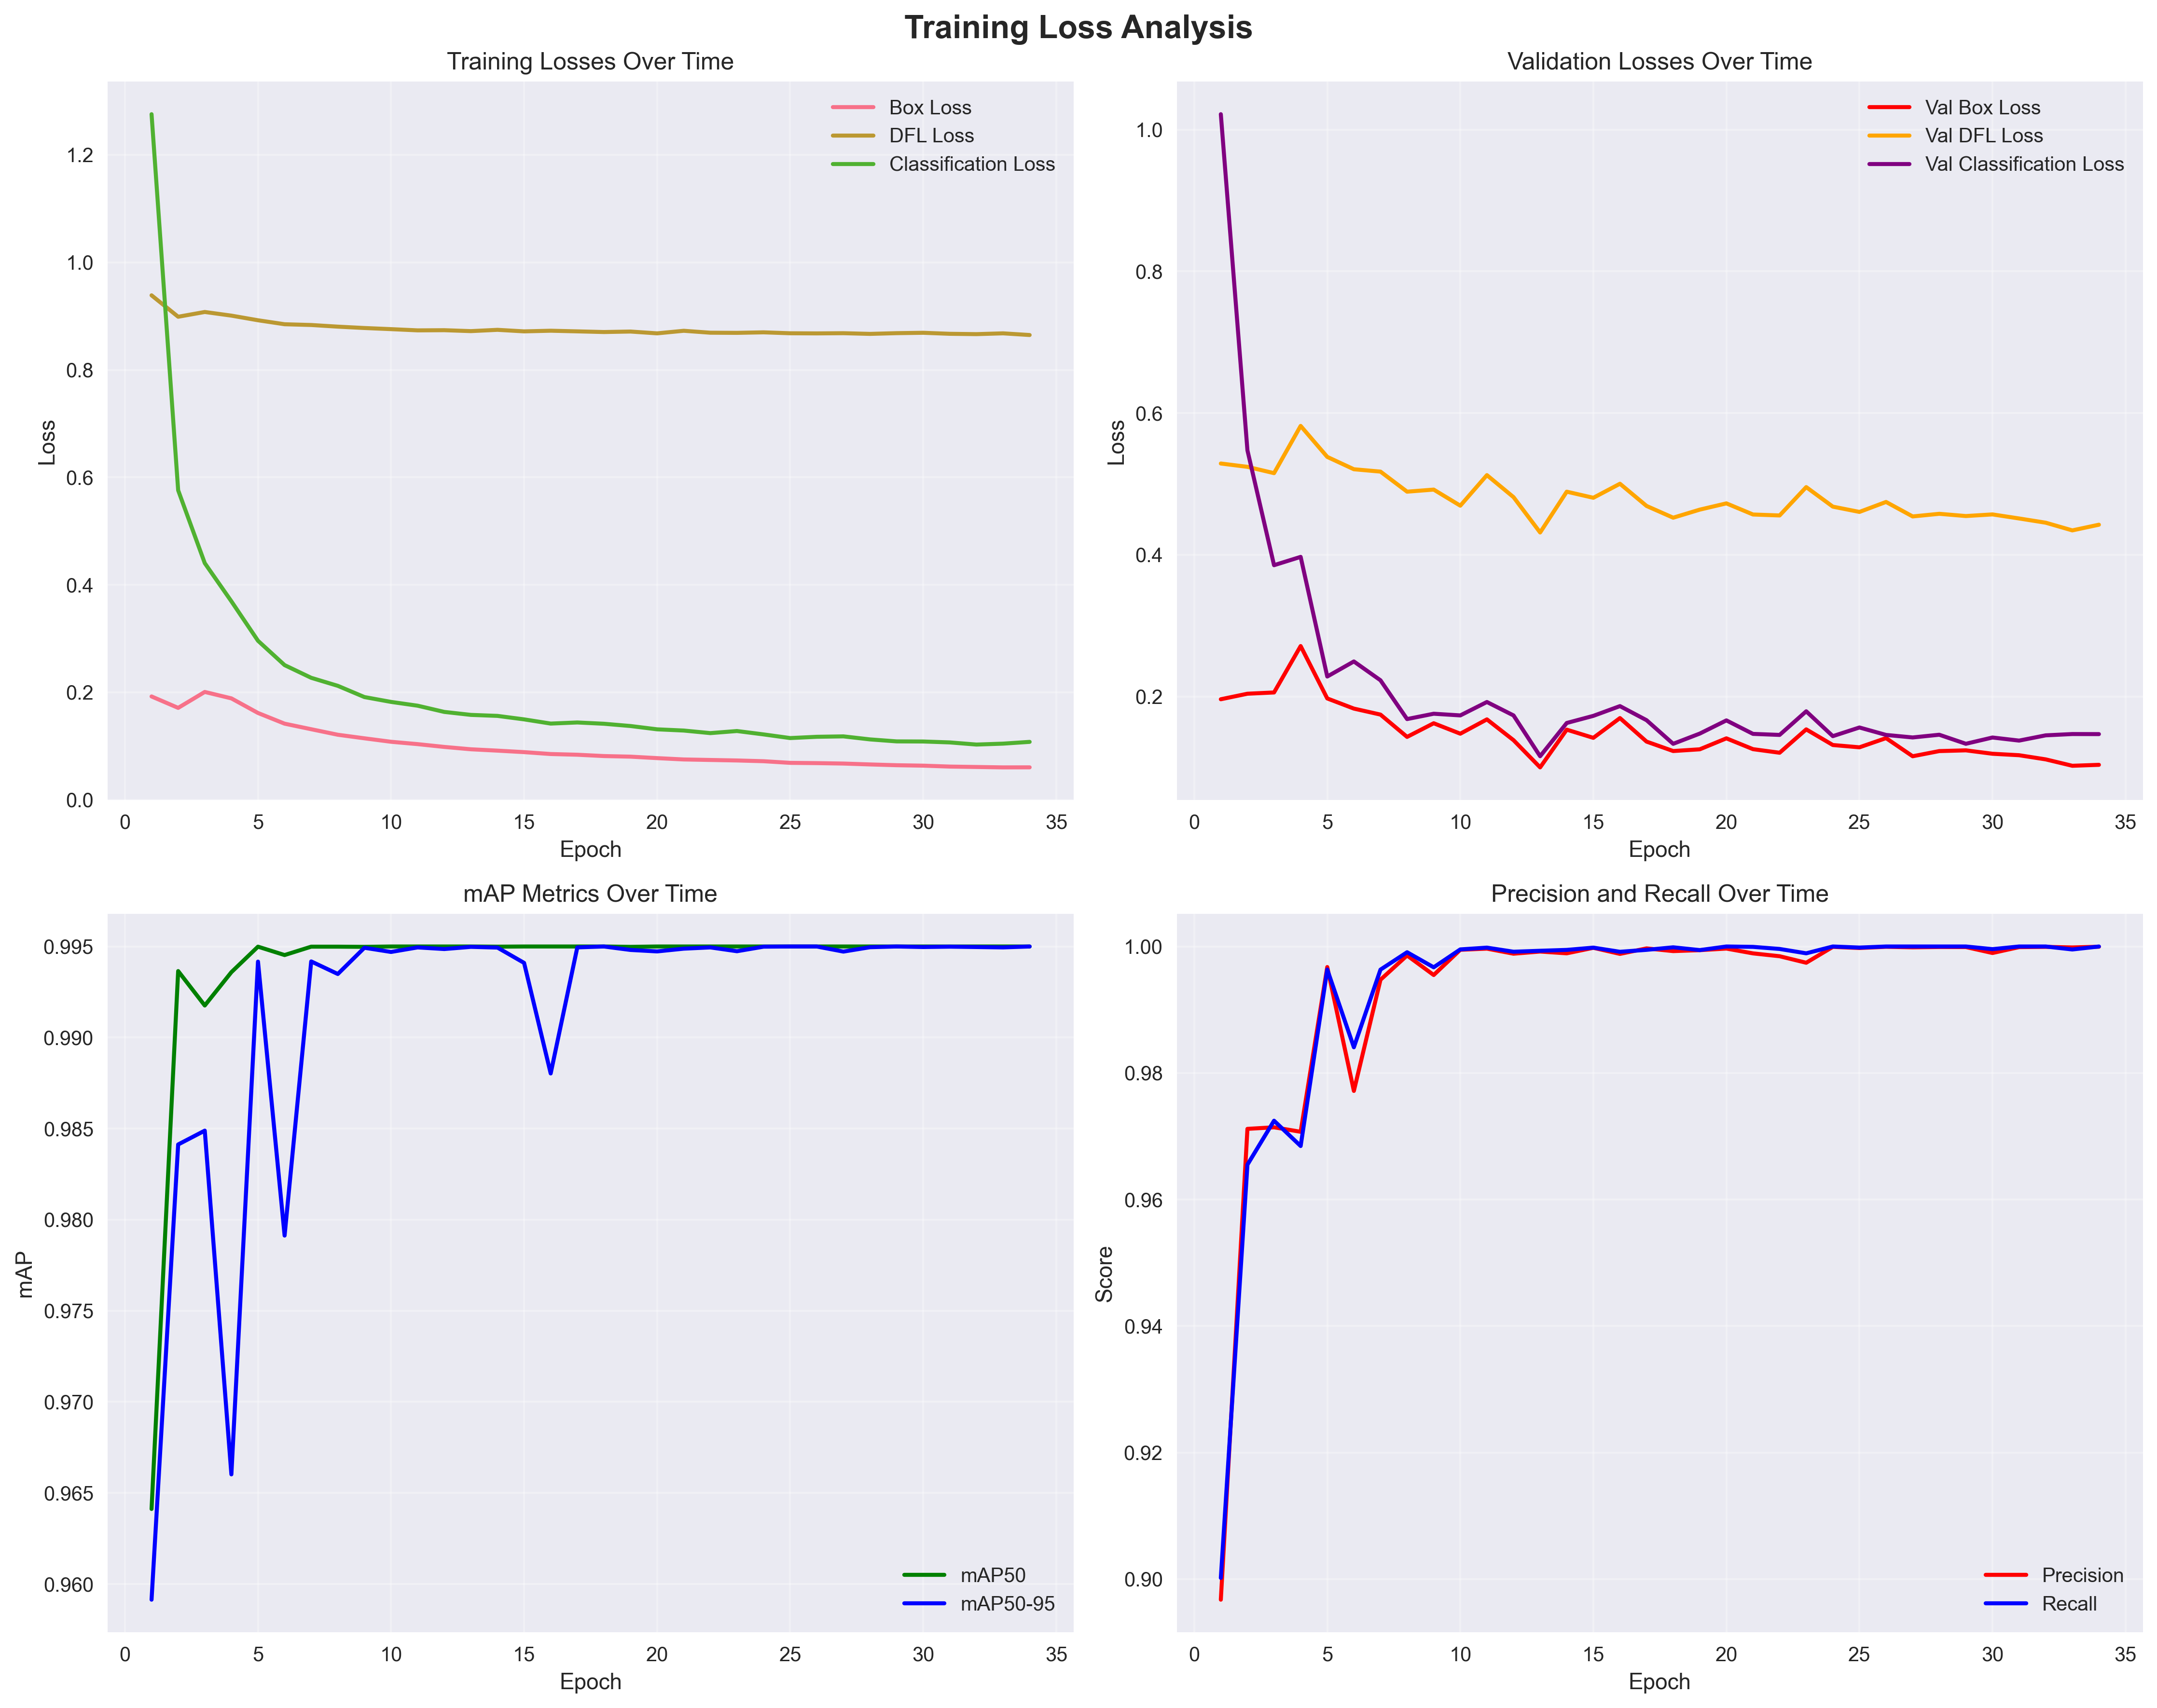 Training Loss Analysis
Training Losses Over Time
Box Loss
DFL Loss
Classification Loss
1.2
1.0
0.8
0.6
0.4
0.2
0.0
Loss
0 5 10 15 20 25 30 35
Epoch
Validation Losses Over Time
Val Box Loss
Val DFL Loss
Val Classification Loss
1.0
0.8
0.6
0.4
0.2
Loss
0 5 10 15 20 25 30 35
Epoch
mAP Metrics Over Time
0.995
0.990
0.985
0.980
0.975
0.970
0.965
0.960
mAP
mAP50
mAP50-95
0 5 10 15 20 25 30 35
Epoch
Precision and Recall Over Time
1.00
0.98
0.96
0.94
0.92
0.90
Score
Precision
Recall
0 5 10 15 20 25 30 35
Epoch